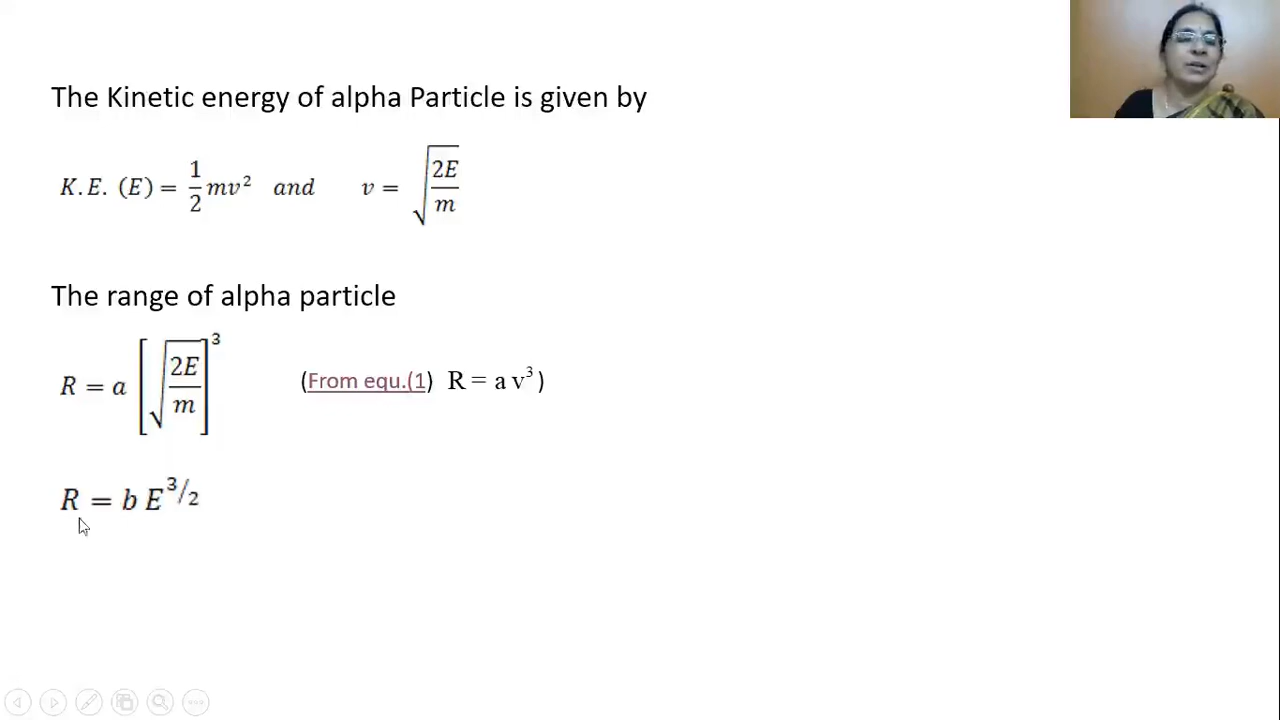 The Kinetic energy of alpha Particle is given by
K.E. (E) = 1/2 mv² and v = √(2E/m)
The range of alpha particle
R = a [√(2E/m)]³ (From equ.(1) R = a v³ )
R = b E^3/2